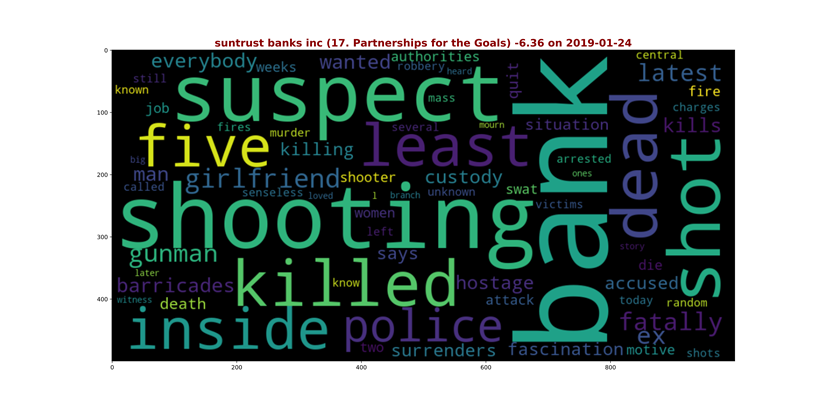 suntrust banks inc (17. Partnerships for the Goals) -6.36 on 2019-01-24
0
100
200
300
400
0
200
400
600
800
everybody
weeks
wanted
authorities
robbery
heard
central
latest
still
known
suspect
mass
quit
bank
fire
charges
job
fires
five
murder
killing
several
least
mourn
situation
dead
kills
shot
big
man
called
girlfriend
senseless
loved
shooter
l
branch
custody
unknown
swat
arrested
ones
victims
shooting
women
left
says
story
gunman
later
barricades
witness
death
killed
know
hostage
attack
die
accused
today
random
inside
police
two
surrenders
fascination
fatally
ex
motive
shots